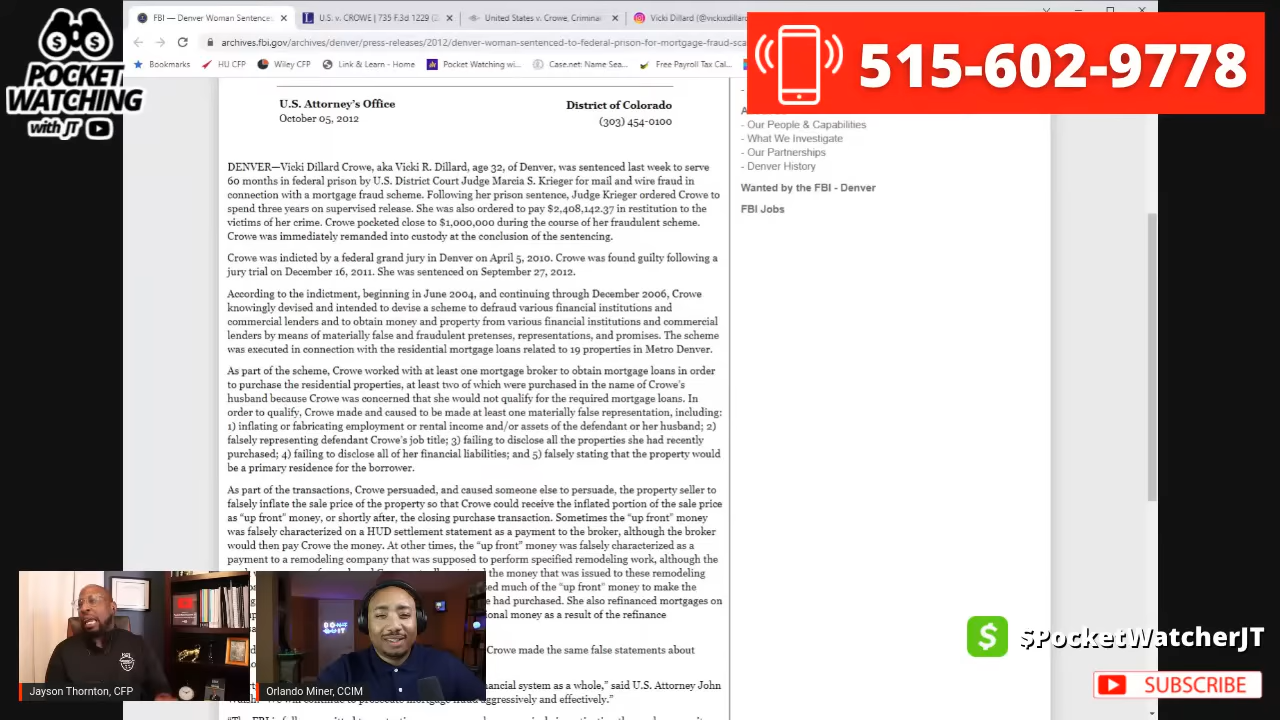 FBI — Denver Woman Sentenc
U.S. v. CROWE | 735 F.3d 1229 (2
United States v. Crowe, Criminal
Vicki Dillard (@vickixdillard
archives.fbi.gov/archives/denver/press-releases/2012/denver-woman-sentenced-to-federal-prison-for-mortgage-fraud-sca
Bookmarks
HU CFP
Wiley CFP
Link & Learn - Home
Pocket Watching wi...
Case.net: Name Sea...
Free Payroll Tax Cal...
515-602-9778
POCKET
WATCHING
with JT
U.S. Attorney's Office
October 05, 2012
District of Colorado
(303) 454-0100
- Our People & Capabilities
- What We Investigate
- Our Partnerships
- Denver History
Wanted by the FBI - Denver
FBI Jobs
DENVER—Vicki Dillard Crowe, aka Vicki R. Dillard, age 32, of Denver, was sentenced last week to serve
60 months in federal prison by U.S. District Court Judge Marcia S. Krieger for mail and wire fraud in
connection with a mortgage fraud scheme. Following her prison sentence, Judge Krieger ordered Crowe to
spend three years on supervised release. She was also ordered to pay $2,408,142.37 in restitution to the
victims of her crime. Crowe pocketed close to $1,000,000 during the course of her fraudulent scheme.
Crowe was immediately remanded into custody at the conclusion of the sentencing.
Crowe was indicted by a federal grand jury in Denver on April 5, 2010. Crowe was found guilty following a
jury trial on December 16, 2011. She was sentenced on September 27, 2012.
According to the indictment, beginning in June 2004, and continuing through December 2006, Crowe
knowingly devised and intended to devise a scheme to defraud various financial institutions and
commercial lenders and to obtain money and property from various financial institutions and commercial
lenders by means of materially false and fraudulent pretenses, representations, and promises. The scheme
was executed in connection with the residential mortgage loans related to 19 properties in Metro Denver.
As part of the scheme, Crowe worked with at least one mortgage broker to obtain mortgage loans in order
to purchase the residential properties, at least two of which were purchased in the name of Crowe's
husband because Crowe was concerned that she would not qualify for the required mortgage loans. In
order to qualify, Crowe made and caused to be made at least one materially false representation, including:
1) inflating or fabricating employment or rental income and/or assets of the defendant or her husband; 2)
falsely representing defendant Crowe's job title; 3) failing to disclose all the properties she had recently
purchased; 4) failing to disclose all of her financial liabilities; and 5) falsely stating that the property would
be a primary residence for the borrower.
As part of the transactions, Crowe persuaded, and caused someone else to persuade, the property seller to
falsely inflate the sale price of the property so that Crowe could receive the inflated portion of the sale price
as "up front" money, or shortly after, the closing purchase transaction. Sometimes the "up front" money
was falsely characterized on a HUD settlement statement as a payment to the broker, although the broker
would then pay Crowe the money. At other times, the "up front" money was falsely characterized as a
payment to a remodeling company that was supposed to perform specified remodeling work, although the
the money that was issued to these remodeling
ed much of the "up front" money to make the
e had purchased. She also refinanced mortgages on
ional money as a result of the refinance
Crowe made the same false statements about
nancial system as a whole," said U.S. Attorney John
aggressively and effectively."
GONE
IT
Jayson Thornton, CFP
Orlando Miner, CSIM
$PocketWatcherJT
SUBSCRIBE